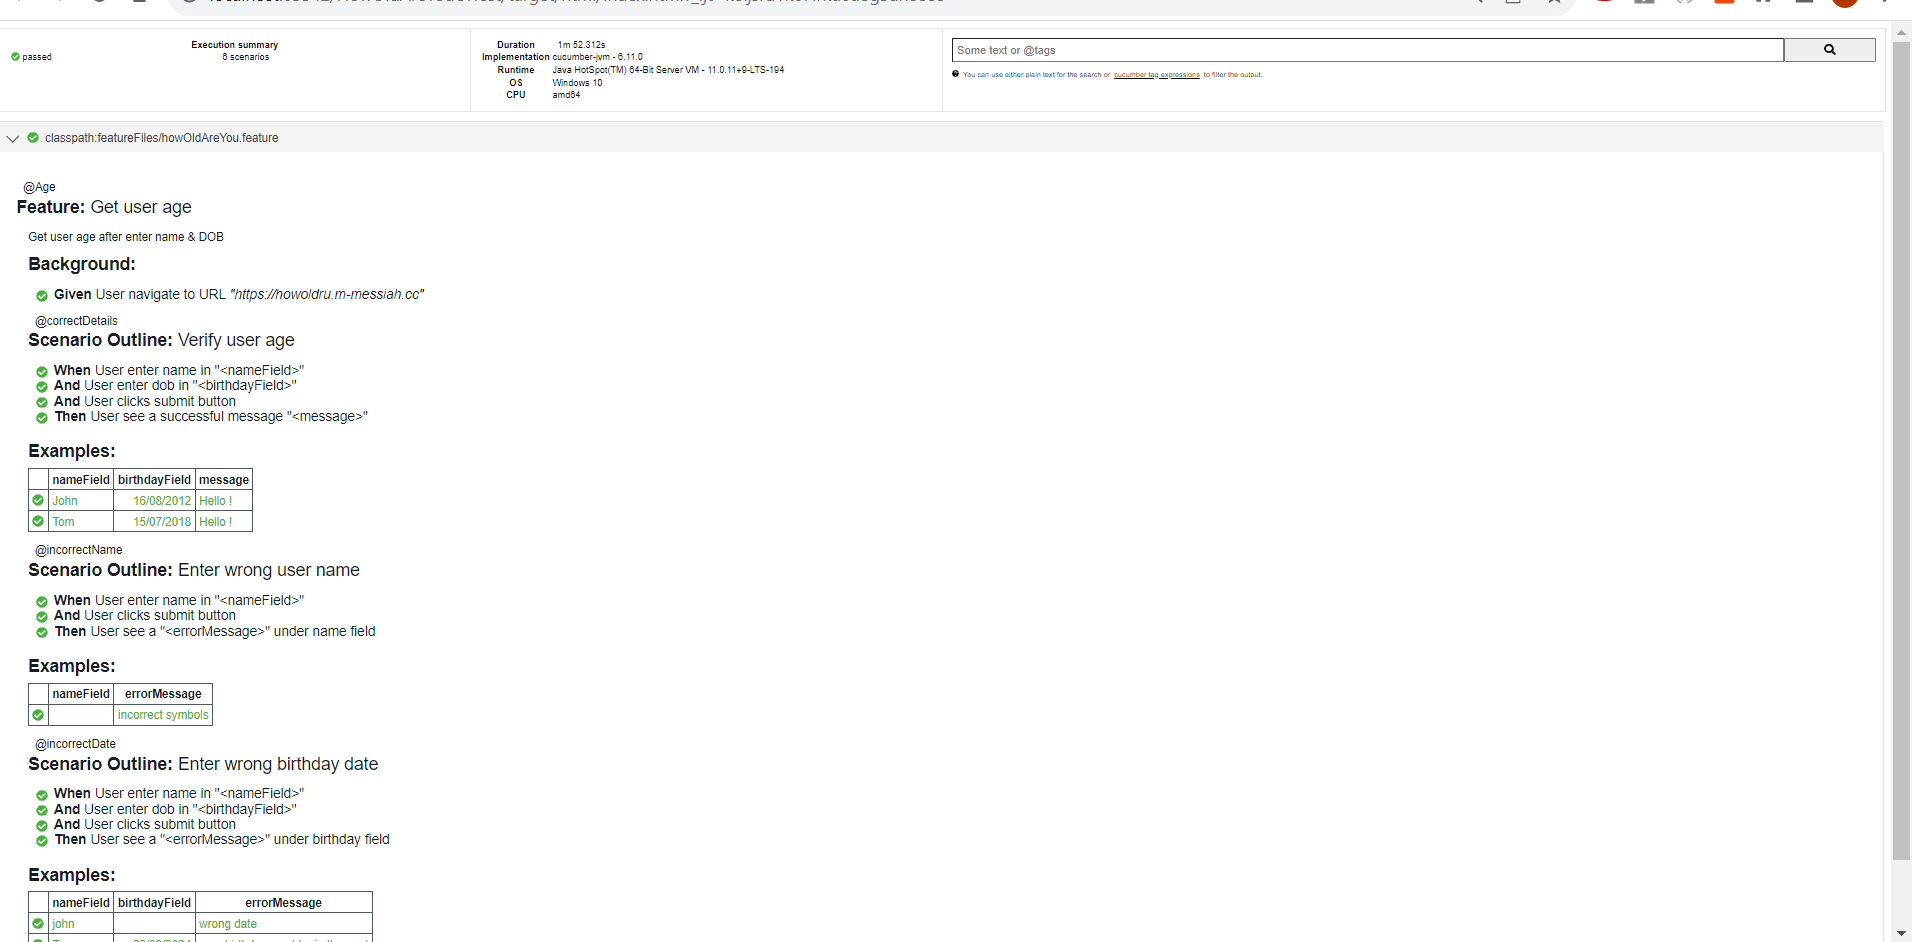 Execution summary
passed
6 scenarios
Duration 1m 52.312s
Implementation cucumber-jvm - 6.11.0
Runtime Java HotSpot(TM) 64-Bit Server VM - 11.0.11+9-LTS-194
OS Windows 10
CPU amd64
Some text or @tags
You can use either plain text for the search or cucumber tag expressions to filter the output.
classpath:featureFiles/howOldAreYou.feature
@Age
Feature: Get user age
Get user age after enter name & DOB
Background:
Given User navigate to URL "https://howoldru.m-messiah.cc"
@correctDetails
Scenario Outline: Verify user age
When User enter name in "<nameField>"
And User enter dob in "<birthdayField>"
And User clicks submit button
Then User see a successful message "<message>"
Examples:
nameField birthdayField message
John 16/08/2012 Hello !
Tom 15/07/2018 Hello !
@incorrectName
Scenario Outline: Enter wrong user name
When User enter name in "<nameField>"
And User clicks submit button
Then User see a "<errorMessage>" under name field
Examples:
nameField errorMessage
incorrect symbols
@incorrectDate
Scenario Outline: Enter wrong birthday date
When User enter name in "<nameField>"
And User enter dob in "<birthdayField>"
And User clicks submit button
Then User see a "<errorMessage>" under birthday field
Examples:
nameField birthdayField errorMessage
john wrong date